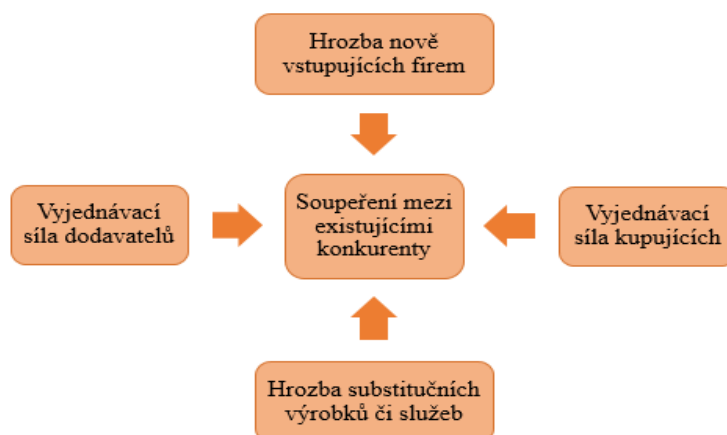 Hrozba nově
vstupujících firem
Vyjednávací
síla dodavatelů
Soupeření mezi
existujícími
konkurenty
Vyjednávací
síla kupujících
Hrozba substitučních
výrobků či služeb